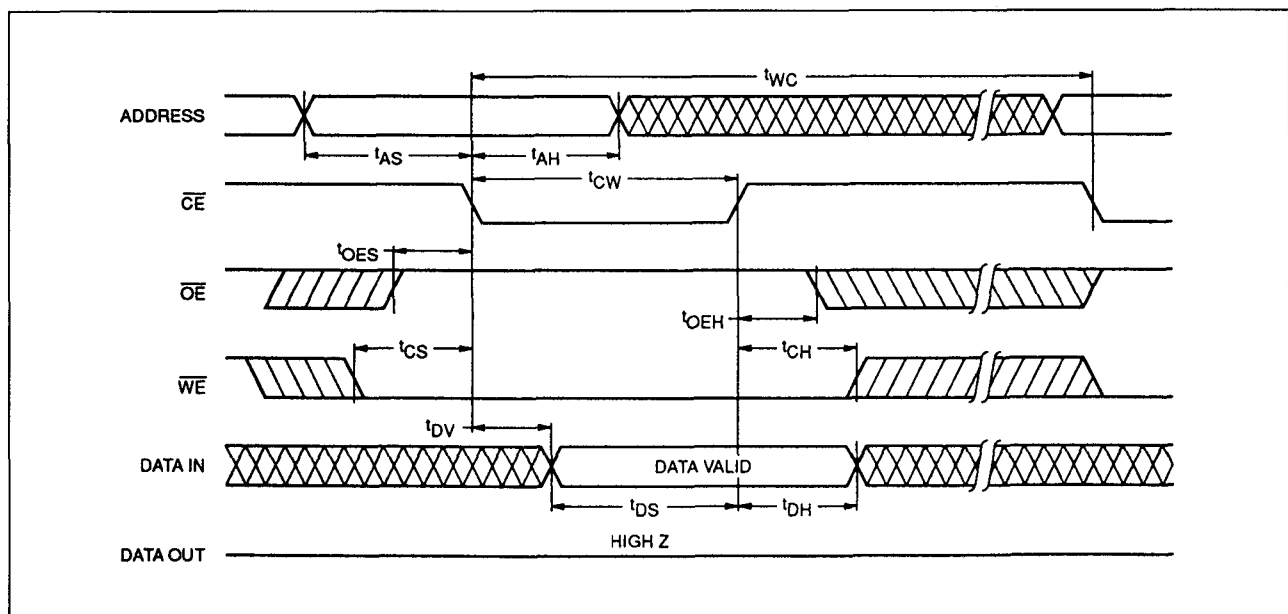 tWC
ADDRESS
tAS
tAH
tCW
CE
tOES
OE
tOEH
tCS
tCH
WE
tDV
DATA IN
DATA VALID
tDS
tDH
HIGH Z
DATA OUT